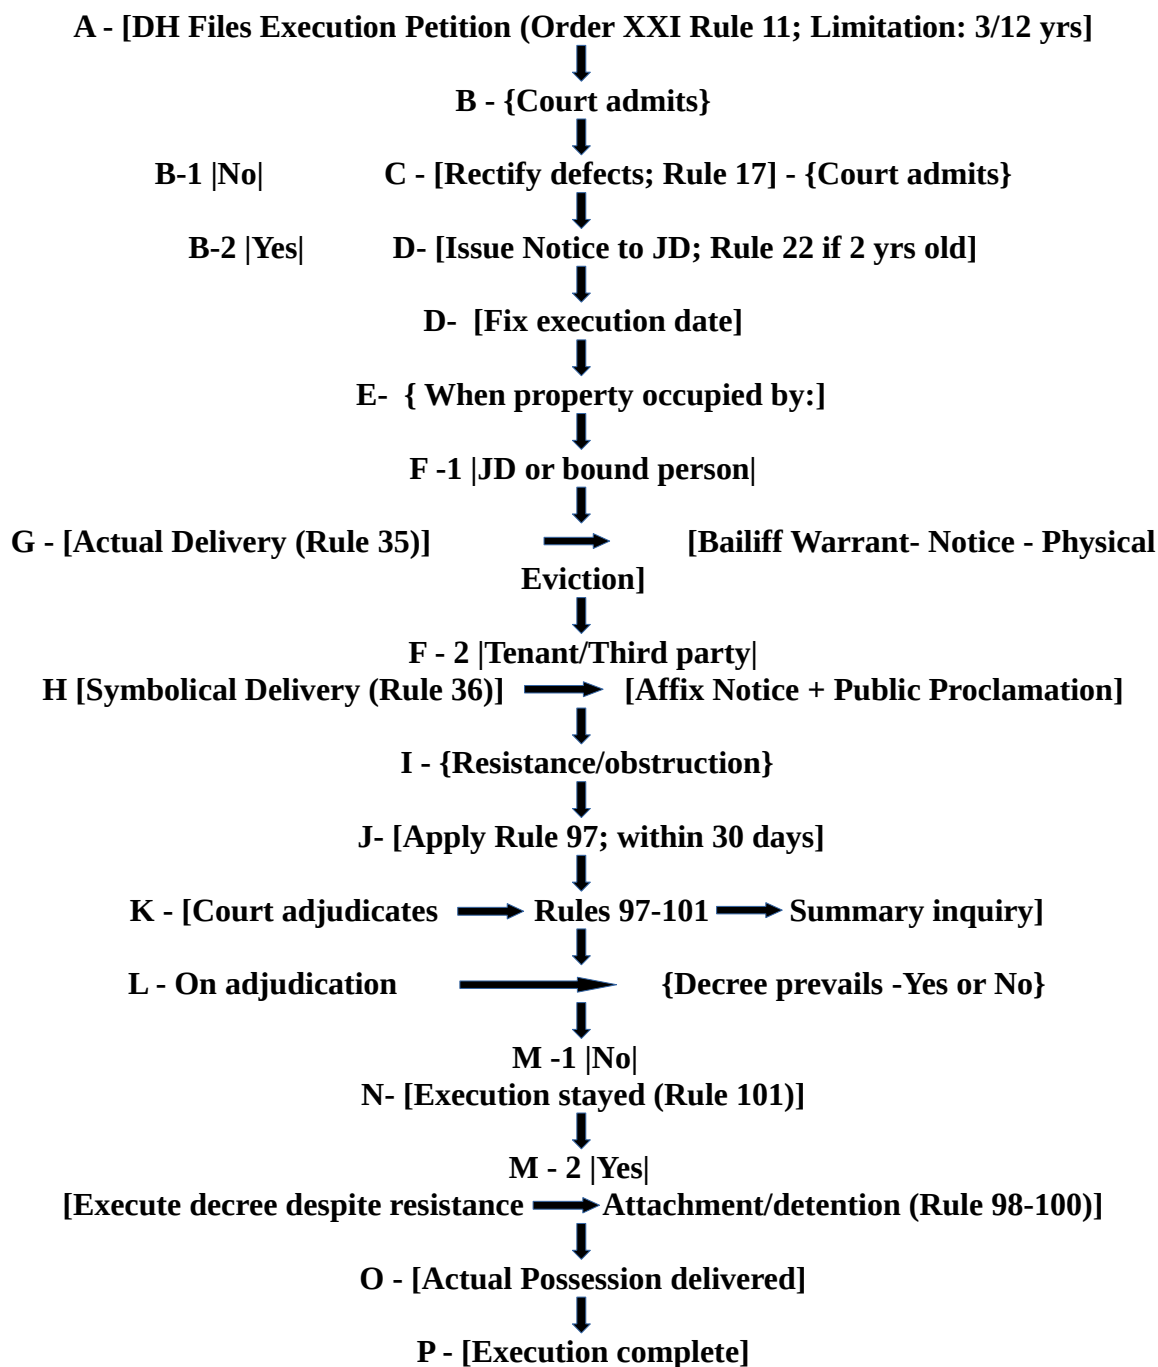 A - [DH Files Execution Petition (Order XXI Rule 11; Limitation: 3/12 yrs]
B - {Court admits}
B-1 |No| C - [Rectify defects; Rule 17] - {Court admits}
B-2 |Yes| D- [Issue Notice to JD; Rule 22 if 2 yrs old]
D- [Fix execution date]
E- { When property occupied by:]
F -1 |JD or bound person|
G - [Actual Delivery (Rule 35)] [Bailiff Warrant- Notice - Physical
Eviction]
F - 2 |Tenant/Third party|
H [Symbolical Delivery (Rule 36)] [Affix Notice + Public Proclamation]
I - {Resistance/obstruction}
J- [Apply Rule 97; within 30 days]
K - [Court adjudicates Rules 97-101 Summary inquiry]
L - On adjudication {Decree prevails -Yes or No}
M -1 |No|
N- [Execution stayed (Rule 101)]
M - 2 |Yes|
[Execute decree despite resistance Attachment/detention (Rule 98-100)]
O - [Actual Possession delivered]
P - [Execution complete]